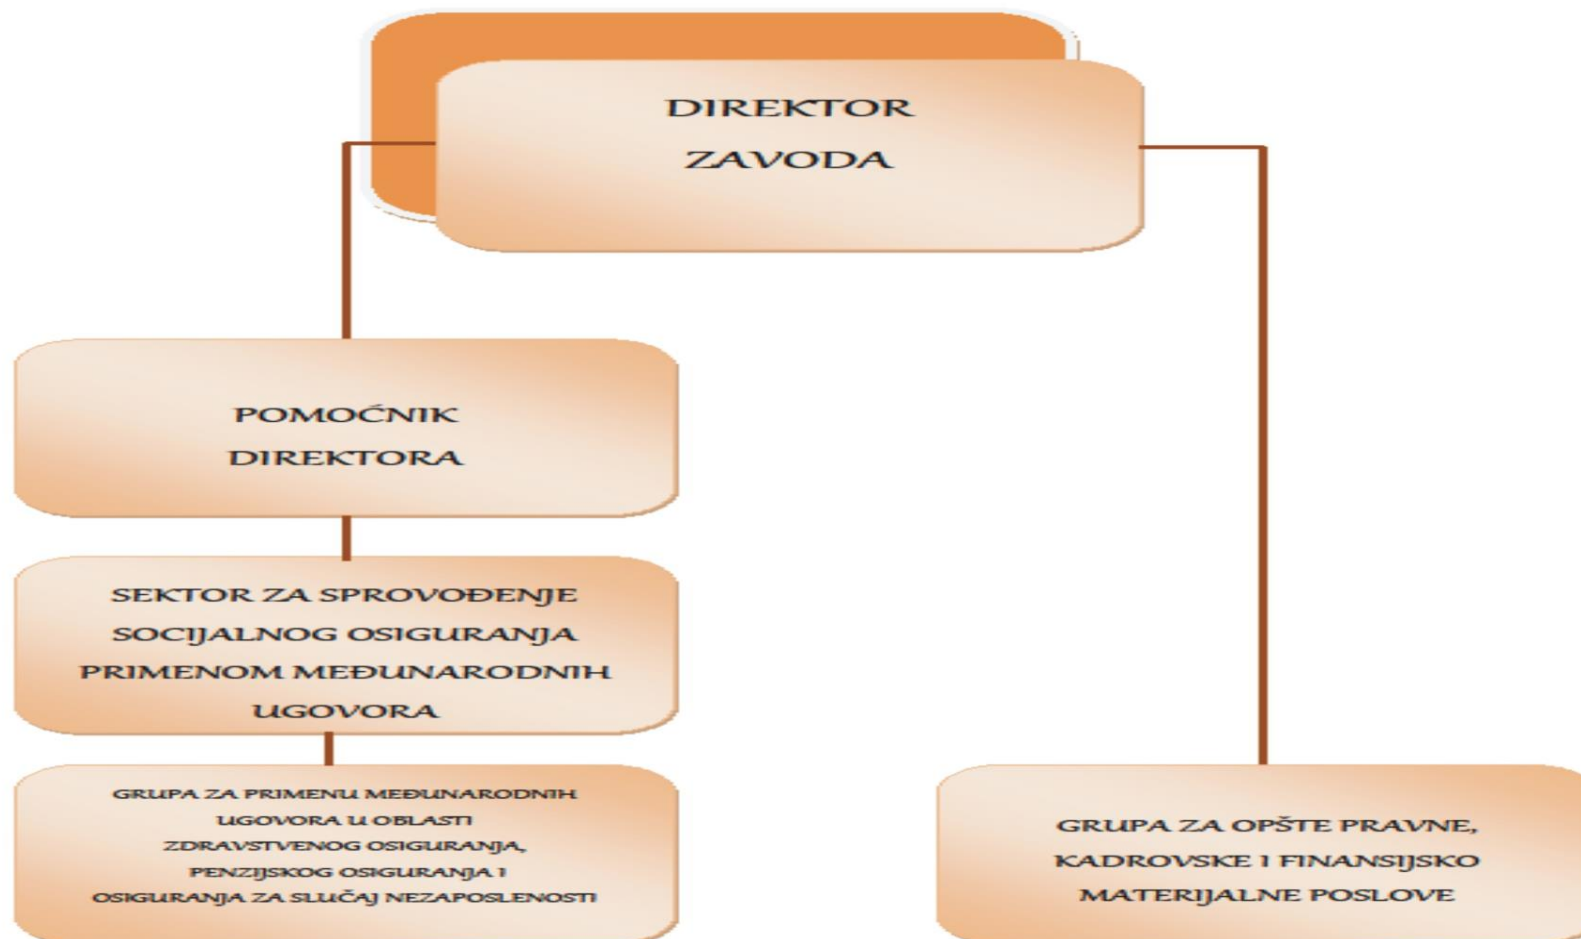 DIREKTOR
ZAVODA
POMOĆNIK
DIREKTORA
SEKTOR ZA SPROVOĐENJE
SOCIJALNOG OSIGURANJA
PRIMENOM MEĐUNARODNIH
UGOVORA
GRUPA ZA PRIMENU MEĐUNARODNIH
UGOVORA U OBLASTI
ZDRAVSTVENOG OSIGURANJA,
PENZIJSKOG OSIGURANJA I
OSIGURANJA ZA SLUČAJ NEZAPOSLENOSTI
GRUPA ZA OPŠTE PRAVNE,
KADROVSKE I FINANSIJSKO
MATERIJALNE POSLOVE